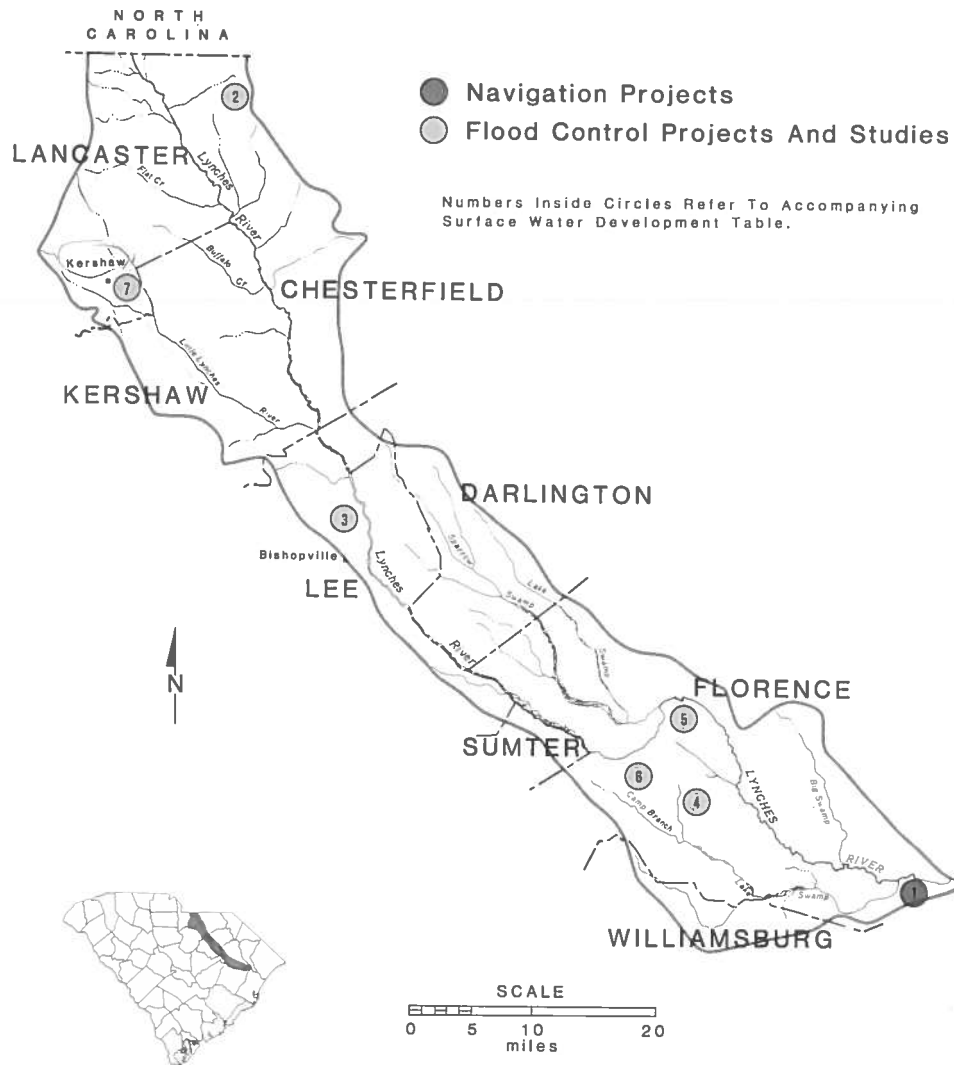 NORTH
CAROLINA
2
Navigation Projects
Flood Control Projects And Studies
LANCASTER
Lynches
River
Flat Cr.
Numbers Inside Circles Refer To Accompanying
Surface Water Development Table.
Kershaw
7
Buffalo
Cr.
CHESTERFIELD
Little Lynches
River
KERSHAW
DARLINGTON
3
Bishopville
Lynches
River
LEE
Sparrow
Swamp
Lake
Swamp
N
FLORENCE
5
SUMTER
6
4
LYNCHES
RIVER
Big Swamp
Camp Branch
Lake
Swamp
1
WILLIAMSBURG
SCALE
0 5 10 20
miles